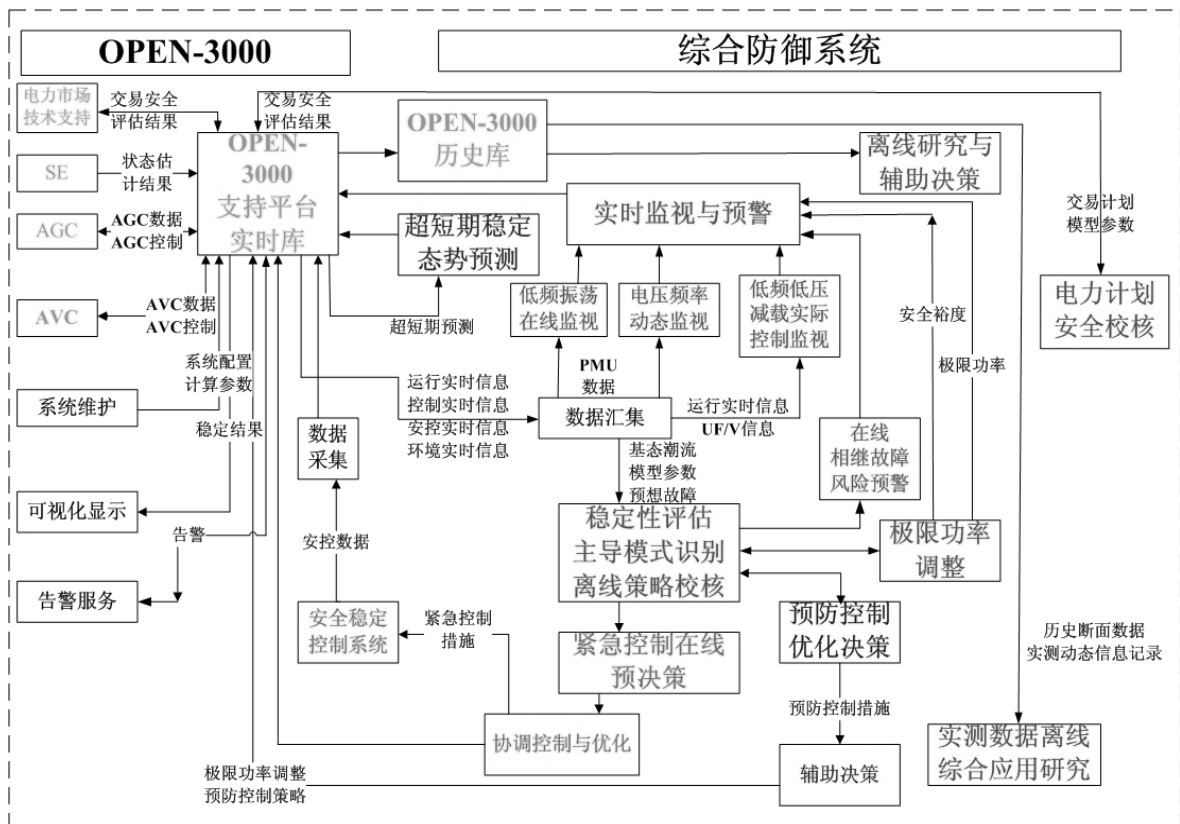 OPEN-3000
综合防御系统
电力市场
技术支持
交易安全
评估结果
交易安全
评估结果
OPEN-3000
历史库
离线研究与
辅助决策
SE
状态估
计结果
OPEN-
3000
支持平台
实时库
实时监视与预警
交易计划
模型参数
AGC
AGC数据
AGC控制
超短期稳定
态势预测
低频振荡
在线监视
电压频率
动态监视
低频低压
减载实际
控制监视
电力计划
安全校核
AVC
AVC数据
AVC控制
超短期预测
安全裕度
极限功率
系统配置
计算参数
PMU
数据
系统维护
稳定结果
数据
采集
运行实时信息
控制实时信息
安控实时信息
环境实时信息
数据汇集
运行实时信息
UF/V信息
在线
相继故障
风险预警
基态潮流
模型参数
预想故障
可视化显示
告警
安控数据
稳定性评估
主导模式识别
离线策略校核
极限功率
调整
告警服务
安全稳定
控制系统
紧急控制
措施
紧急控制在线
预决策
预防控制
优化决策
历史断面数据
实测动态信息记录
预防控制措施
协调控制与优化
实测数据离线
综合应用研究
极限功率调整
预防控制策略
辅助决策